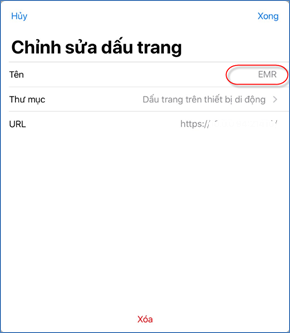 Hủy Xong
Chỉnh sửa dấu trang
Tên EMR
Thư mục Dấu trang trên thiết bị di động
URL https:/
Xóa